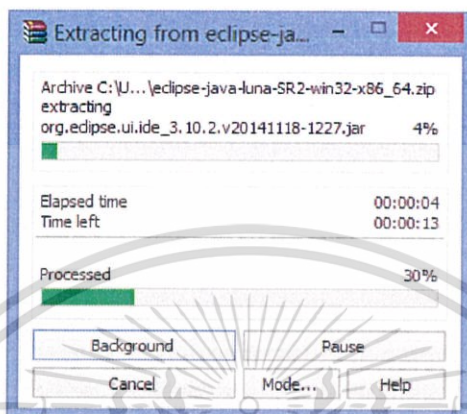 Extracting from eclipse-ja...
Archive C:\U...\eclipse-java-luna-SR2-win32-x86_64.zip
extracting
org.eclipse.ui.ide_3.10.2.v20141118-1227.jar 4%
Elapsed time 00:00:04
Time left 00:00:13
Processed 30%
Background Pause
Cancel Mode... Help